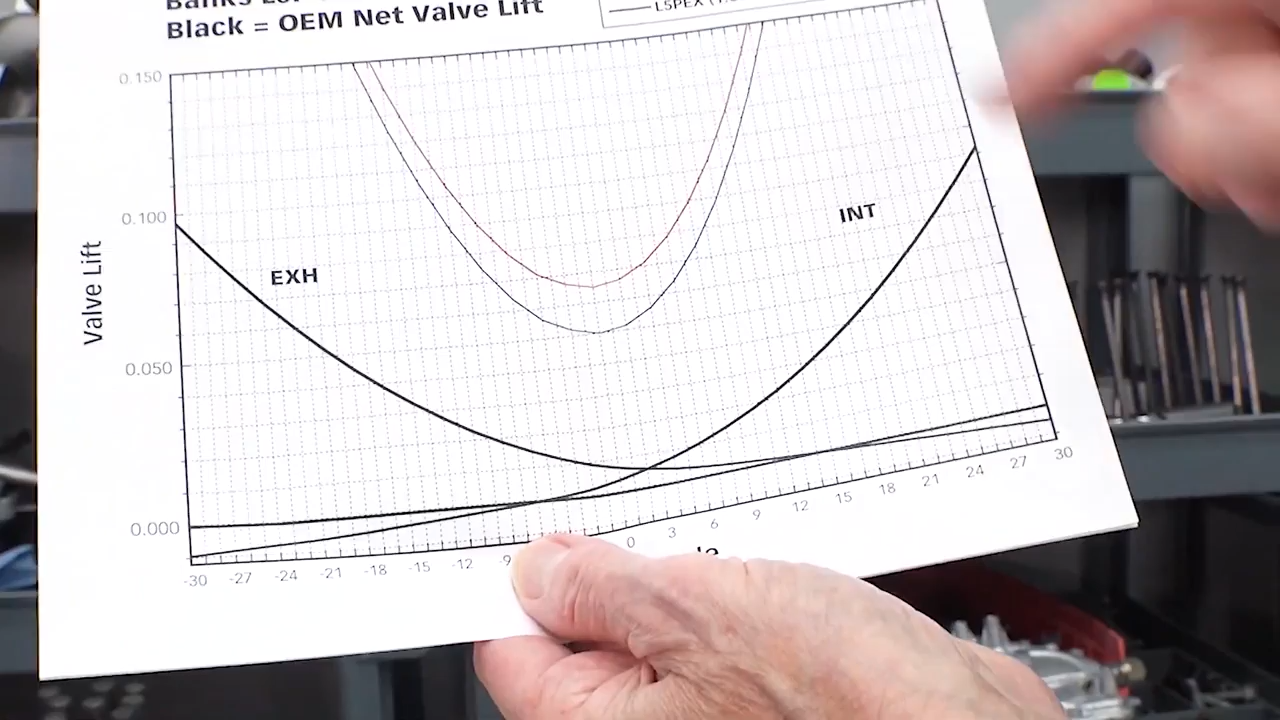 Black = OEM Net Valve Lift
0.150
0.100
0.050
0.000
Valve Lift
EXH
INT
-30 -27 -24 -21 -18 -15 -12 -9 0 3 6 9 12 15 18 21 24 27 30